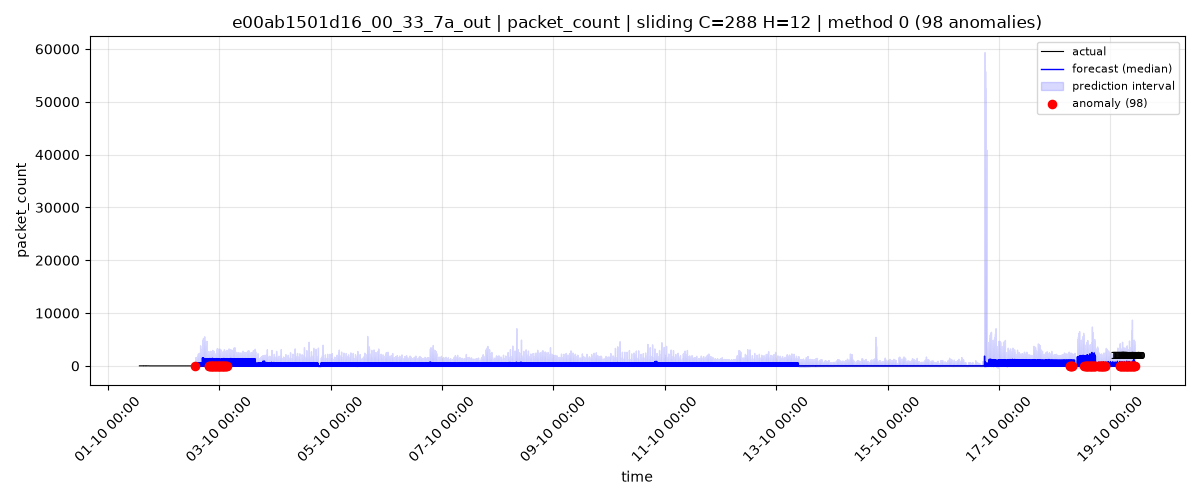 e00ab1501d16_00_33_7a_out | packet_count | sliding C=288 H=12 | method 0 (98 anomalies)
actual
forecast (median)
prediction interval
anomaly (98)
packet_count
60000
50000
40000
30000
20000
10000
0
01-10 00:00
03-10 00:00
05-10 00:00
07-10 00:00
09-10 00:00
11-10 00:00
13-10 00:00
15-10 00:00
17-10 00:00
19-10 00:00
time